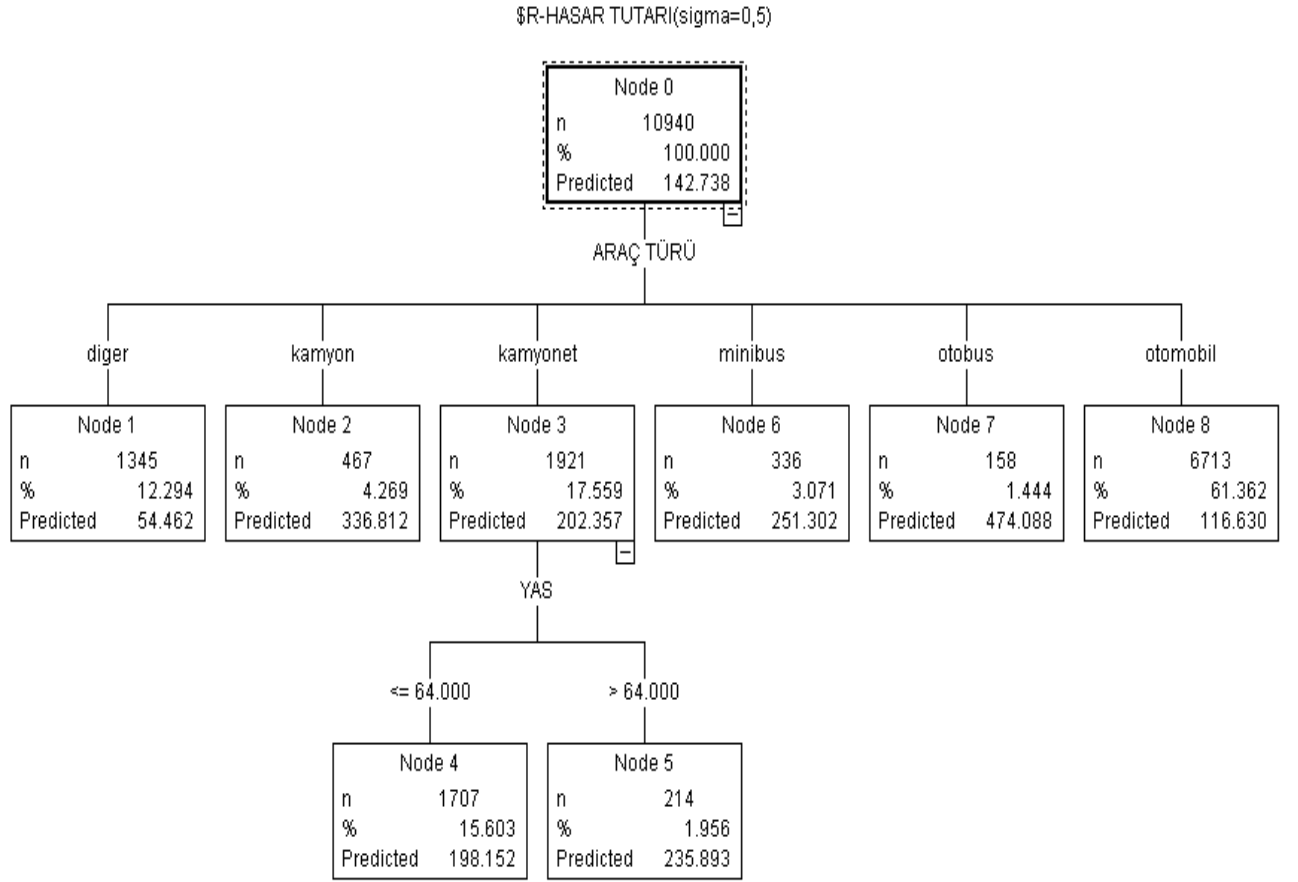 $R-HASAR TUTARI(sigma=0,5)
Node 0
n 10940
% 100.000
Predicted 142.738
ARAÇ TÜRÜ
diger kamyon kamyonet minibus otobus otomobil
Node 1 Node 2 Node 3 Node 6 Node 7 Node 8
n 1345 n 467 n 1921 n 336 n 158 n 6713
% 12.294 % 4.269 % 17.559 % 3.071 % 1.444 % 61.362
Predicted 54.462 Predicted 336.812 Predicted 202.357 Predicted 251.302 Predicted 474.088 Predicted 116.630
YAS
<= 64.000 > 64.000
Node 4 Node 5
n 1707 n 214
% 15.603 % 1.956
Predicted 198.152 Predicted 235.893